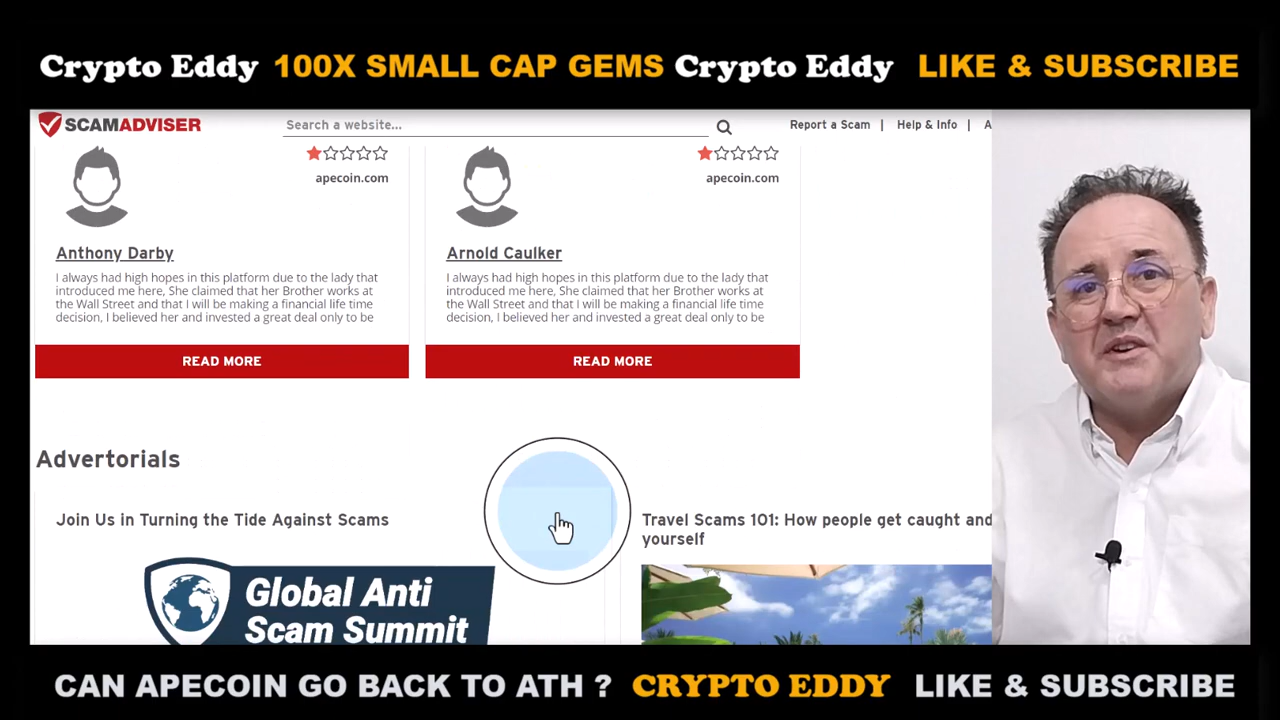 Crypto Eddy 100X SMALL CAP GEMS Crypto Eddy LIKE & SUBSCRIBE
SCAMADVISER Search a website... Report a Scam | Help & Info | A
apecoin.com apecoin.com
Anthony Darby Arnold Caulker
I always had high hopes in this platform due to the lady that I always had high hopes in this platform due to the lady that
introduced me here, She claimed that her Brother works at introduced me here, She claimed that her Brother works at
the Wall Street and that I will be making a financial life time the Wall Street and that I will be making a financial life time
decision, I believed her and invested a great deal only to be decision, I believed her and invested a great deal only to be
READ MORE READ MORE
Advertorials
Join Us in Turning the Tide Against Scams Travel Scams 101: How people get caught and
yourself
Global Anti
Scam Summit
CAN APECOIN GO BACK TO ATH ? CRYPTO EDDY LIKE & SUBSCRIBE